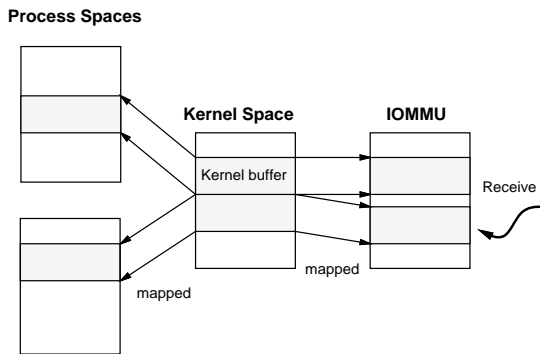 Process Spaces
Kernel Space
IOMMU
Kernel buffer
Receive
mapped
mapped